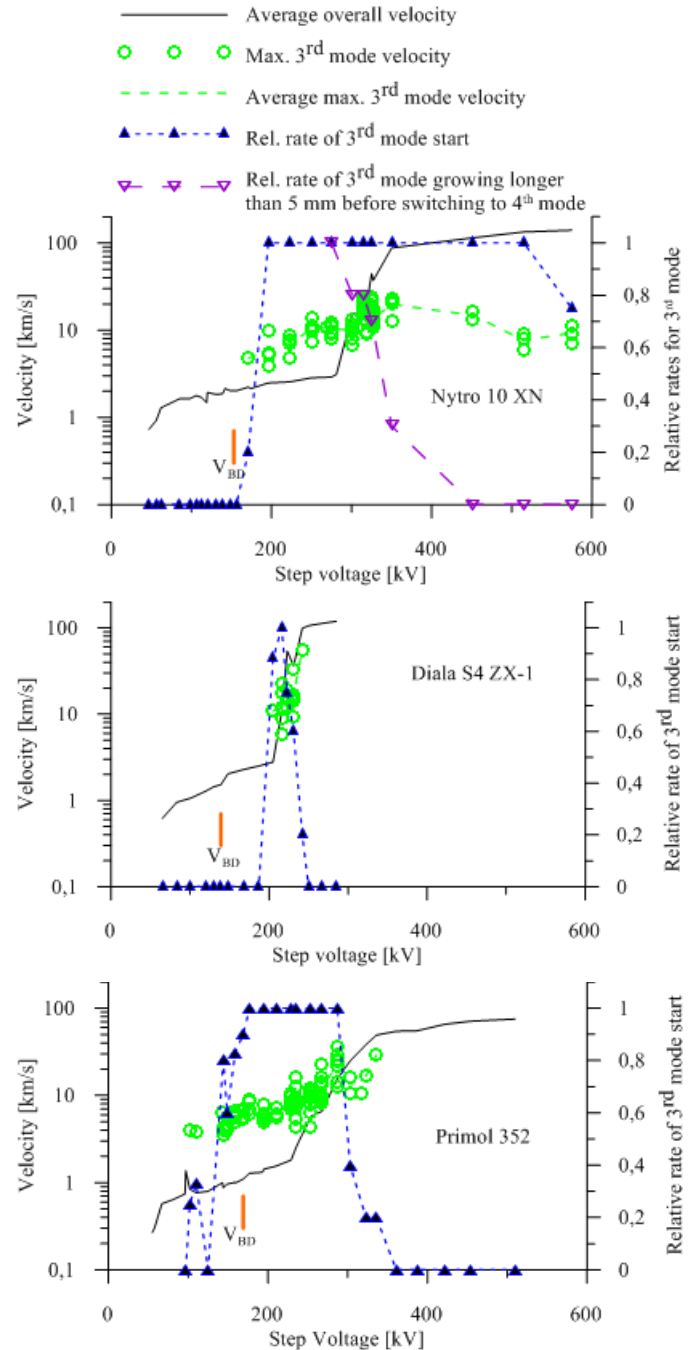 Average overall velocity
Max. 3rd mode velocity
Average max. 3rd mode velocity
Rel. rate of 3rd mode start
Rel. rate of 3rd mode growing longer
than 5 mm before switching to 4th mode
100
10
1
0,1
Velocity [km/s]
1
0,8
0,6
0,4
0,2
0
Relative rates for 3rd mode
Nytro 10 XN
VBD
0
200
400
600
Step voltage [kV]
100
10
1
0,1
Velocity [km/s]
1
0,8
0,6
0,4
0,2
0
Relative rate of 3rd mode start
Diala S4 ZX-1
VBD
0
200
400
600
Step voltage [kV]
100
10
1
0,1
Velocity [km/s]
1
0,8
0,6
0,4
0,2
0
Relative rate of 3rd mode start
Primol 352
VBD
0
200
400
600
Step Voltage [kV]